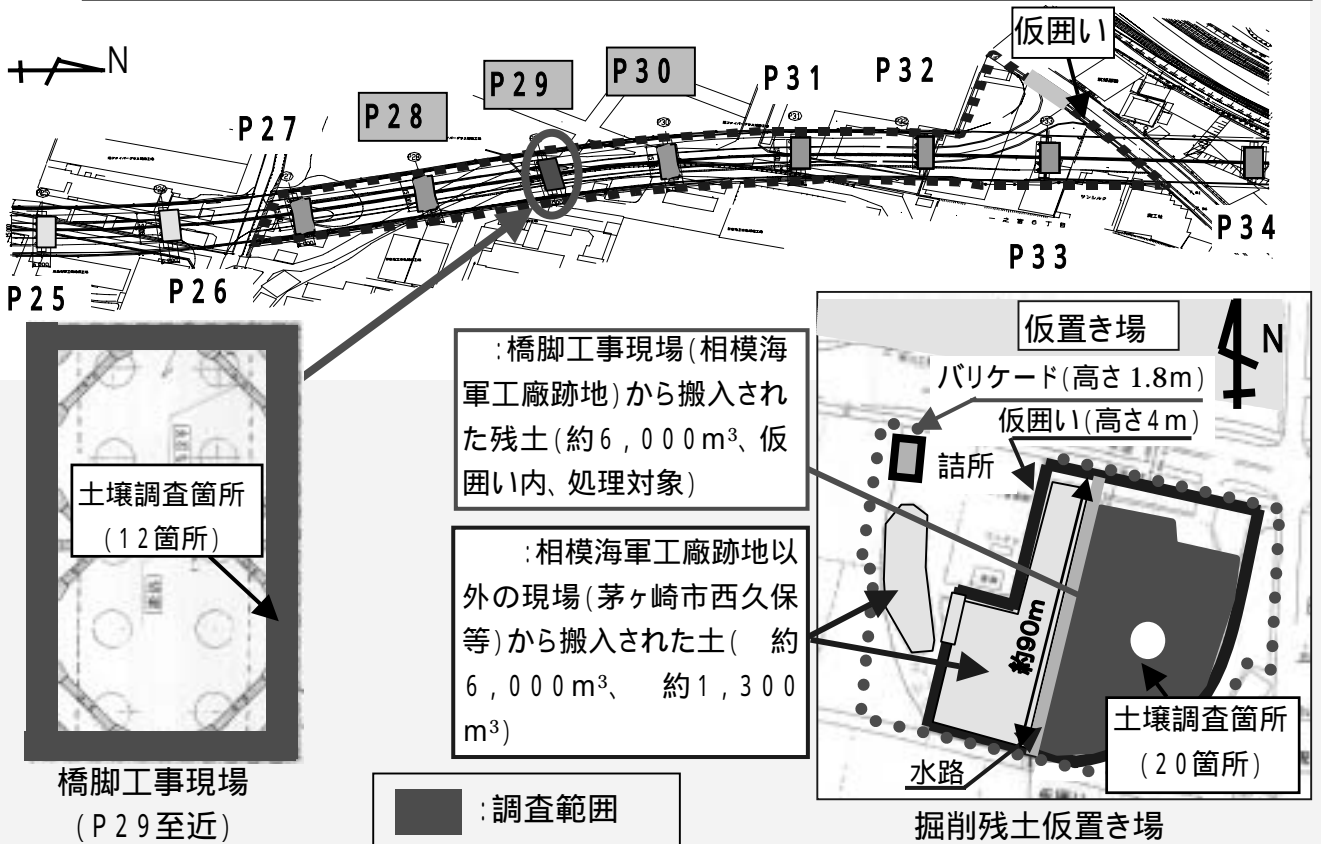 N
仮囲い
P25
P26
P27
P28
P29
P30
P31
P32
P33
P34
土壌調査箇所
(12箇所)
橋脚工事現場
(P29至近)
:橋脚工事現場(相模海
軍工廠跡地)から搬入され
た残土(約6,000m³、仮
囲い内、処理対象)
:相模海軍工廠跡地以
外の現場(茅ヶ崎市西久保
等)から搬入された土( 約
6,000m³、 約1,300
m³)
:調査範囲
仮置き場
N
バリケード(高さ1.8m)
仮囲い(高さ4m)
詰所
約90m
土壌調査箇所
(20箇所)
水路
掘削残土仮置き場